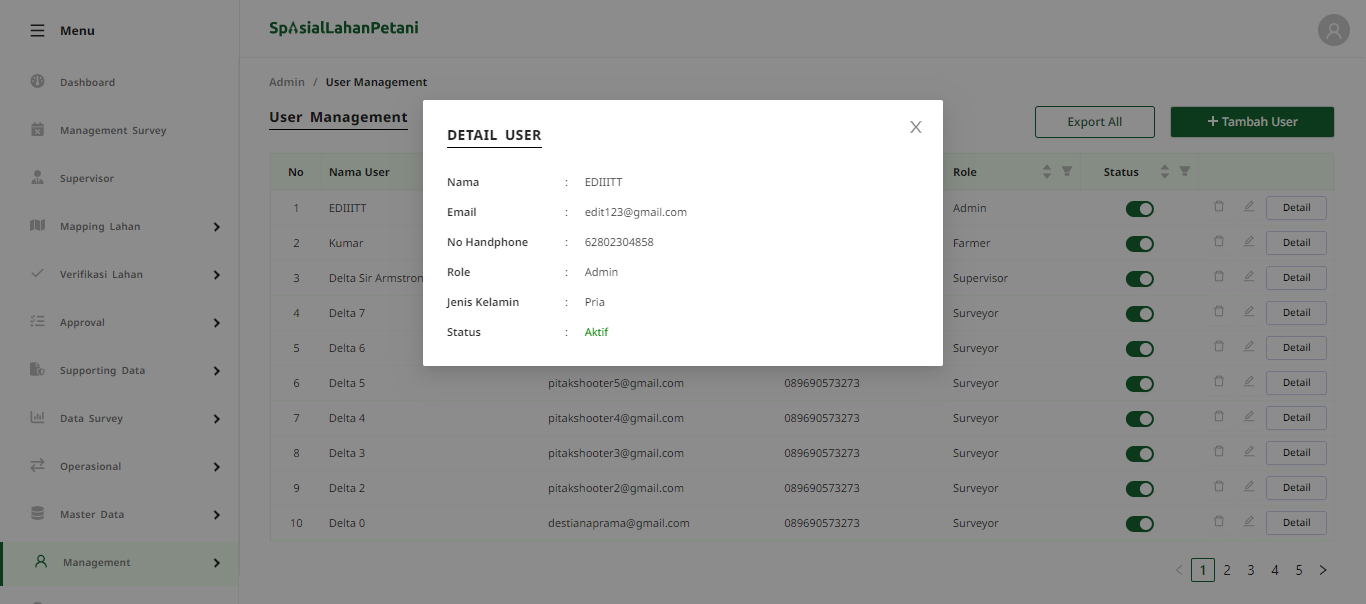 Menu
SpAsialLahanPetani
Dashboard
Management Survey
Supervisor
Mapping Lahan
Verifikasi Lahan
Approval
Supporting Data
Data Survey
Operasional
Master Data
Management
Admin / User Management
User Management
Export All
+ Tambah User
No Nama User Role Status
1 EDIIITT Admin Detail
2 Kumar Farmer Detail
3 Delta Sir Armstron Supervisor Detail
4 Delta 7 Surveyor Detail
5 Delta 6 Surveyor Detail
6 Delta 5 pitakshooter5@gmail.com 089690573273 Surveyor Detail
7 Delta 4 pitakshooter4@gmail.com 089690573273 Surveyor Detail
8 Delta 3 pitakshooter3@gmail.com 089690573273 Surveyor Detail
9 Delta 2 pitakshooter2@gmail.com 089690573273 Surveyor Detail
10 Delta 0 destianaprama@gmail.com 089690573273 Surveyor Detail
< 1 2 3 4 5 >
DETAIL USER
X
Nama : EDIIITT
Email : edit123@gmail.com
No Handphone : 62802304858
Role : Admin
Jenis Kelamin : Pria
Status : Aktif